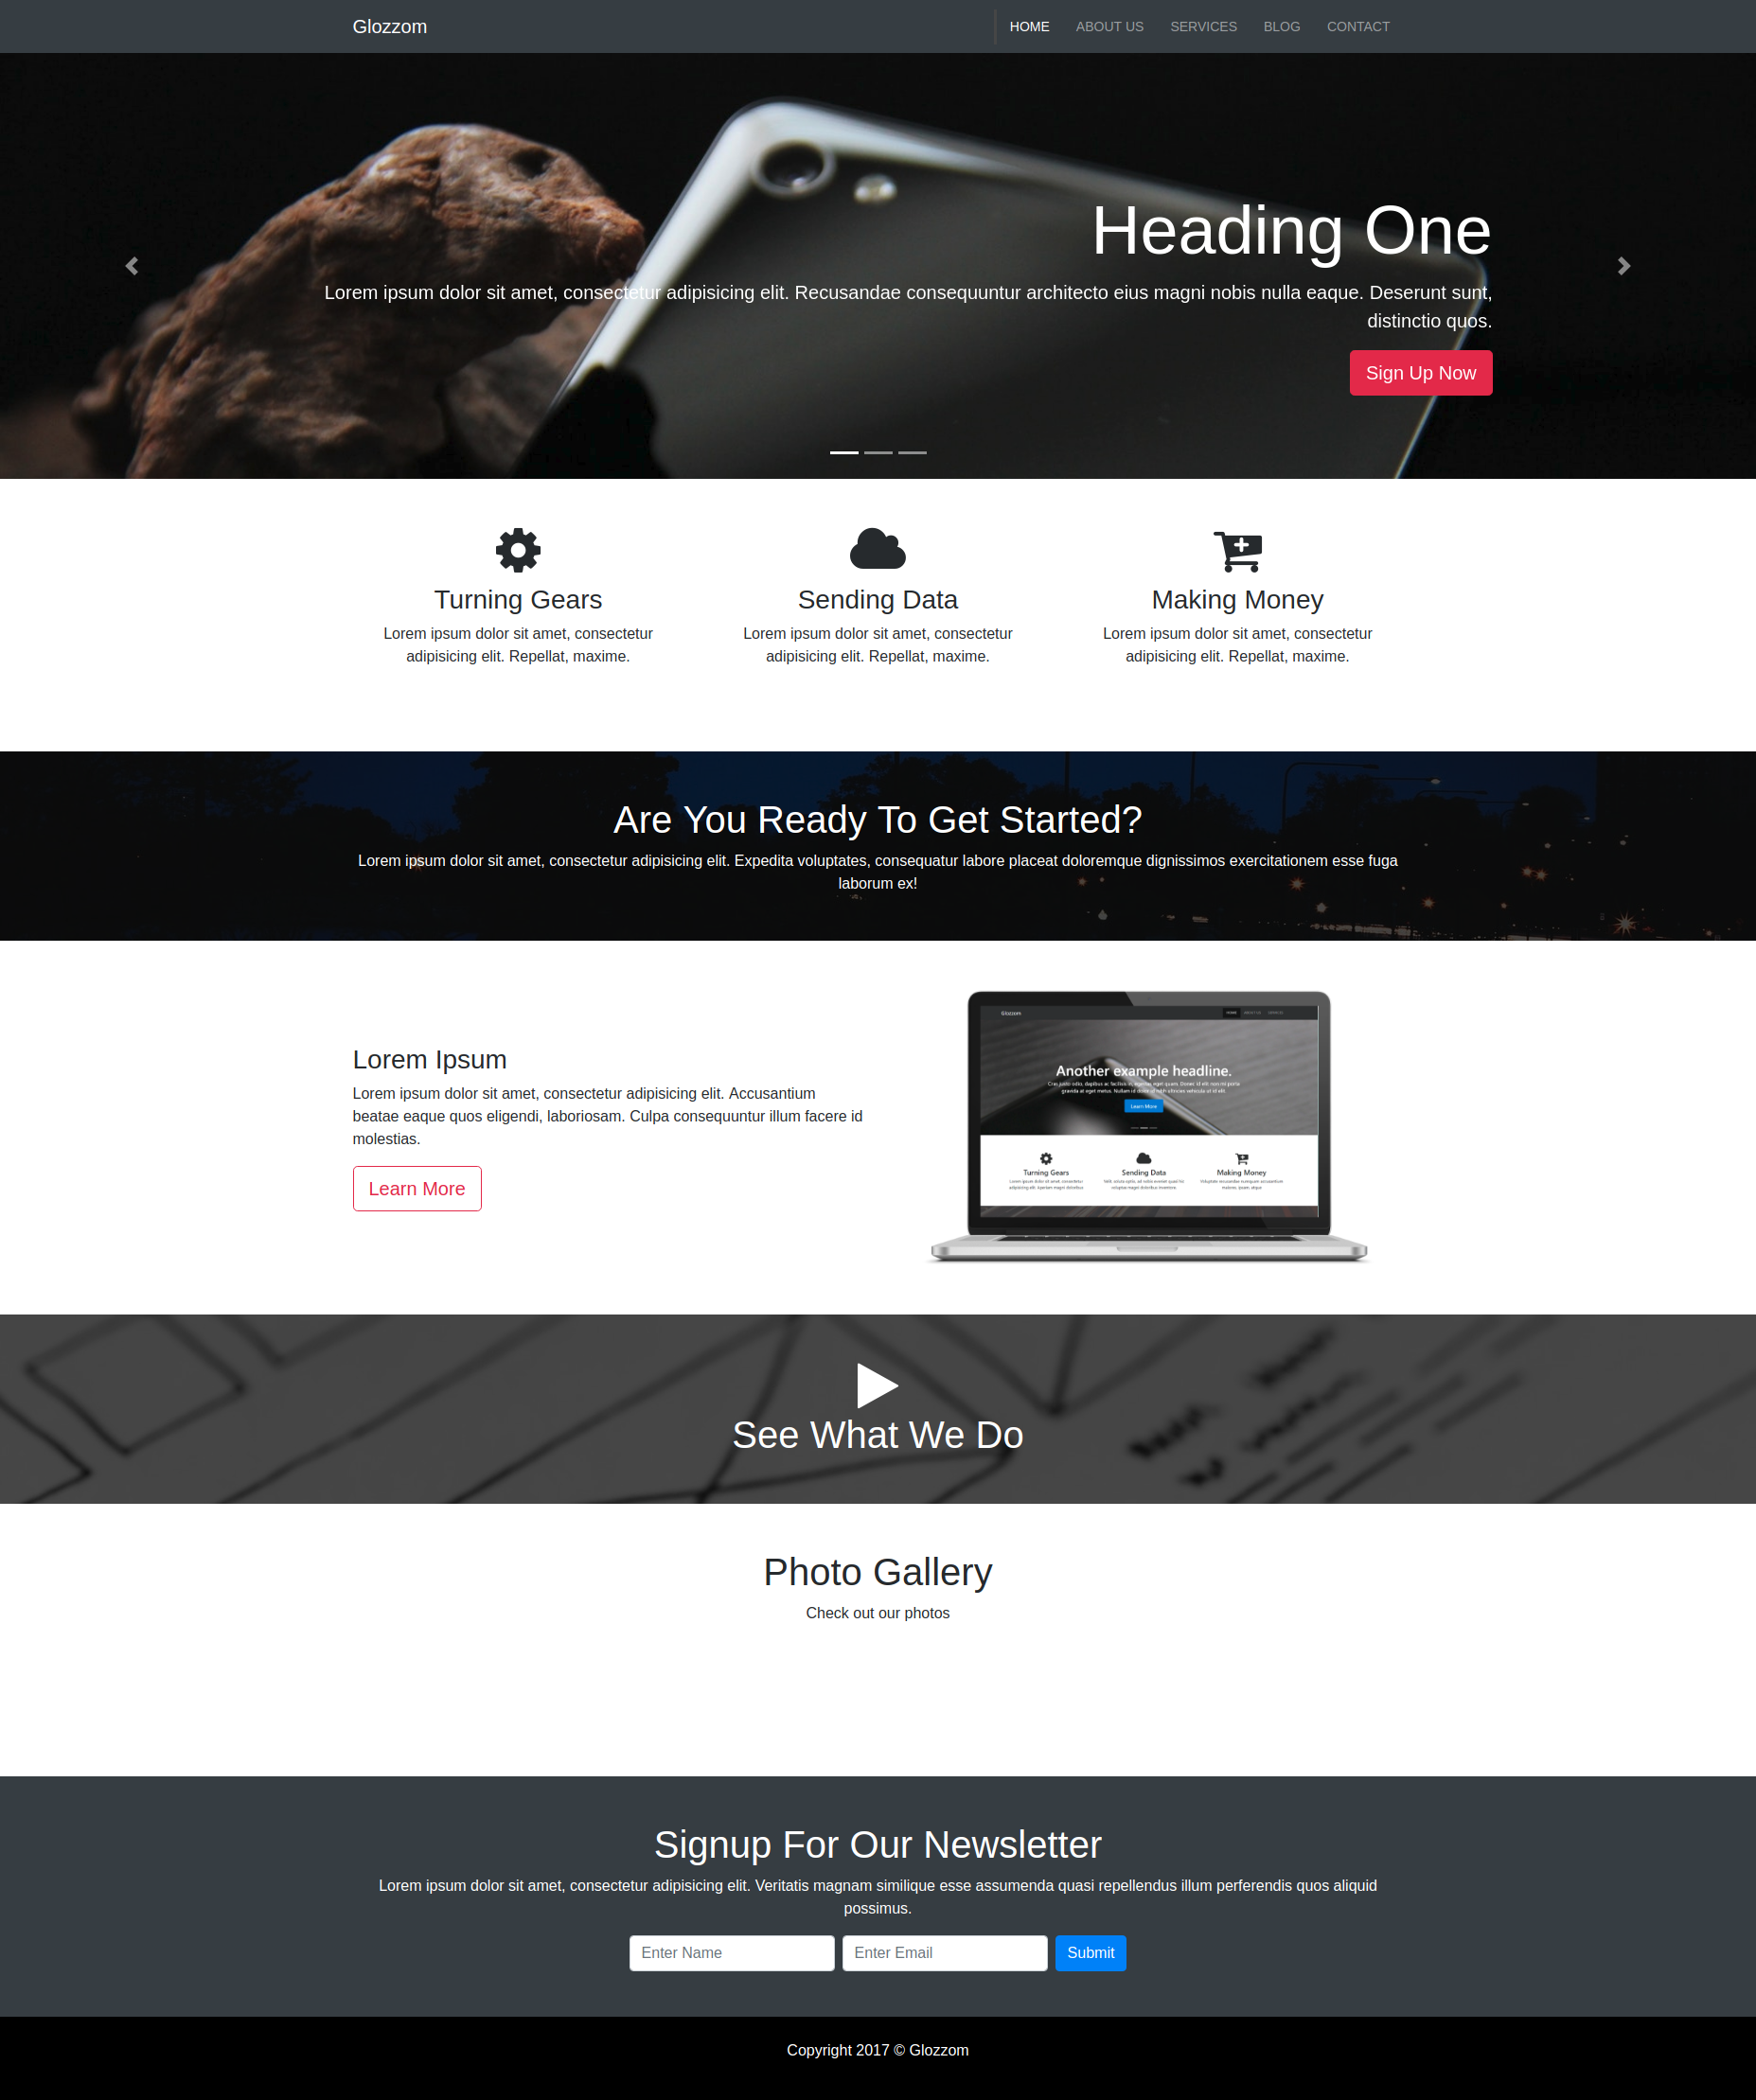 Glozzom
HOME ABOUT US SERVICES BLOG CONTACT
Heading One
Lorem ipsum dolor sit amet, consectetur adipisicing elit. Recusandae consequuntur architecto eius magni nobis nulla eaque. Deserunt sunt,
distinctio quos.
Sign Up Now
Turning Gears
Lorem ipsum dolor sit amet, consectetur
adipisicing elit. Repellat, maxime.
Sending Data
Lorem ipsum dolor sit amet, consectetur
adipisicing elit. Repellat, maxime.
Making Money
Lorem ipsum dolor sit amet, consectetur
adipisicing elit. Repellat, maxime.
Are You Ready To Get Started?
Lorem ipsum dolor sit amet, consectetur adipisicing elit. Expedita voluptates, consequatur labore placeat doloremque dignissimos exercitationem esse fuga
laborum ex!
Lorem Ipsum
Lorem ipsum dolor sit amet, consectetur adipisicing elit. Accusantium
beatae eaque quos eligendi, laboriosam. Culpa consequuntur illum facere id
molestias.
Learn More
Glozzom
HOME ABOUT US SERVICES
Another example headline.
Learn More
Turning Gears
Sending Data
Making Money
See What We Do
Photo Gallery
Check out our photos
Signup For Our Newsletter
Lorem ipsum dolor sit amet, consectetur adipisicing elit. Veritatis magnam similique esse assumenda quasi repellendus illum perferendis quos aliquid
possimus.
Enter Name
Enter Email
Submit
Copyright 2017 © Glozzom